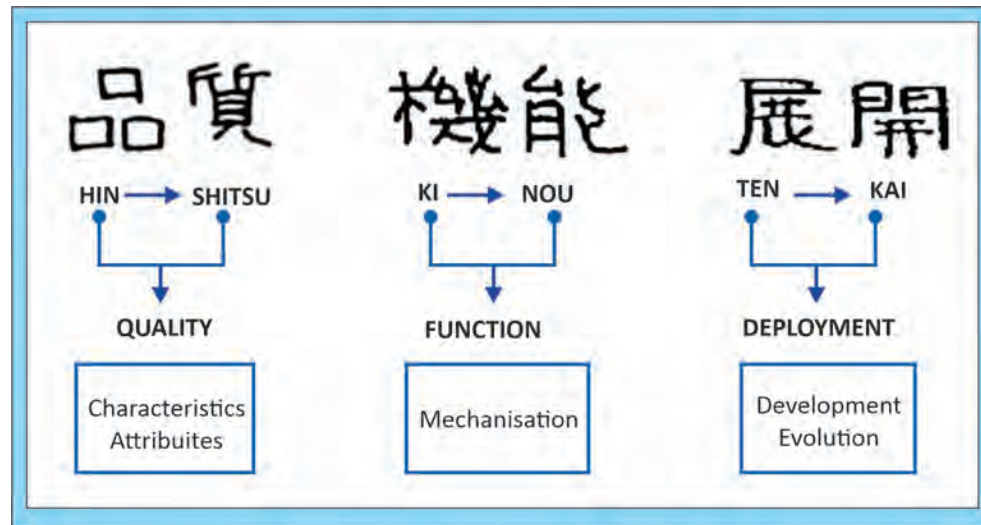 品質 機能 展開
HIN SHITSU KI NOU TEN KAI
QUALITY FUNCTION DEPLOYMENT
Characteristics
Attribuites
Mechanisation
Development
Evolution